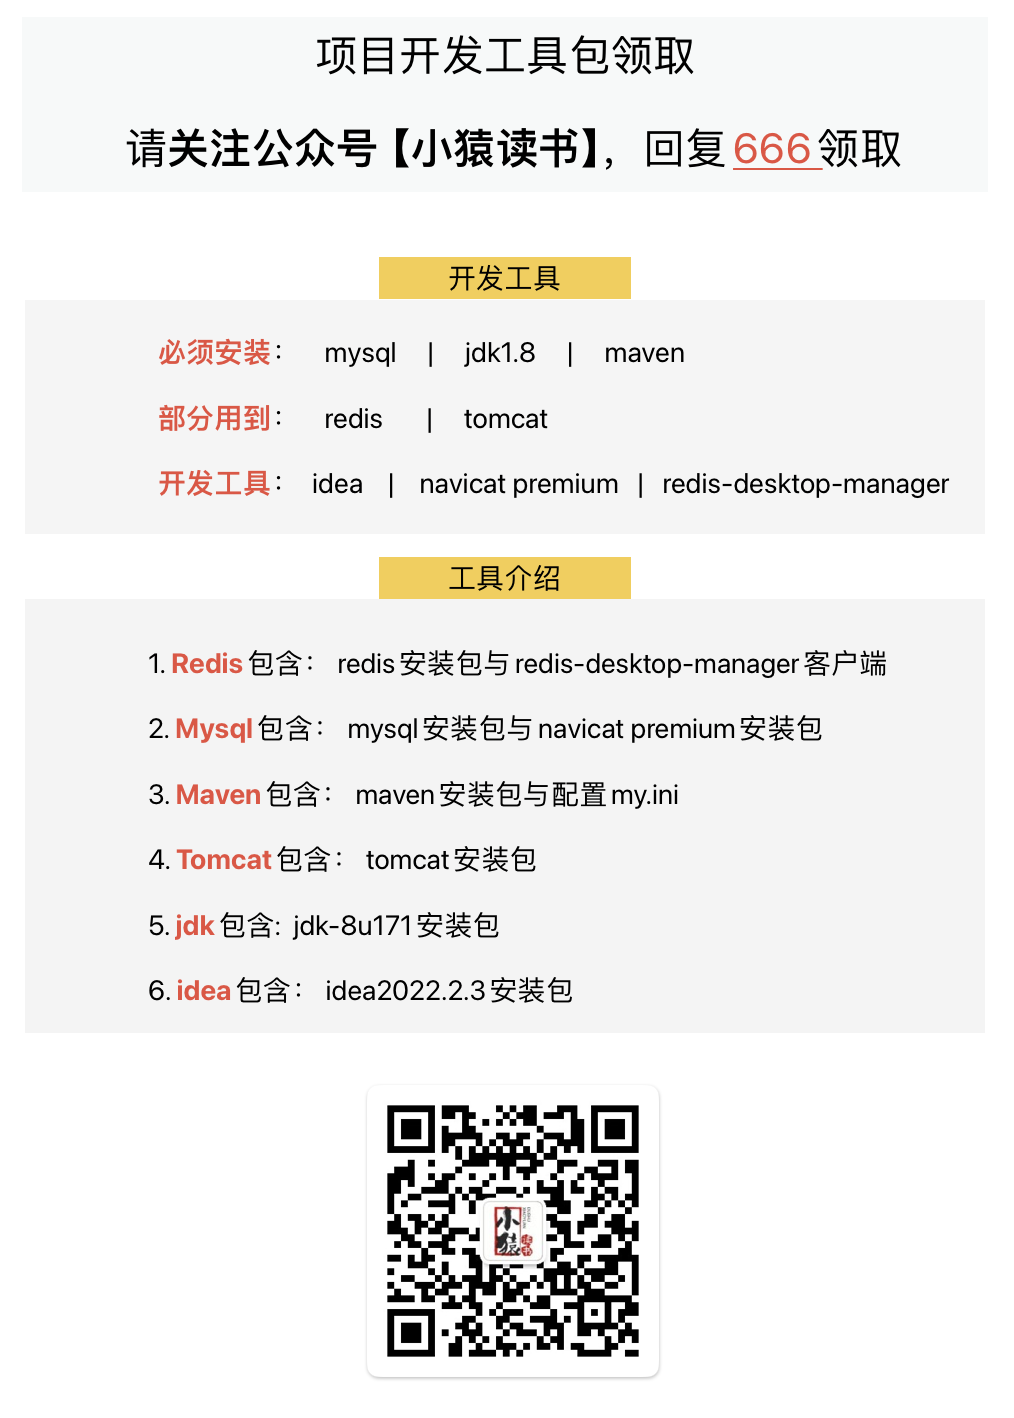 项目开发工具包领取
请关注公众号【小猿读书】，回复 666 领取
开发工具
必须安装： mysql | jdk1.8 | maven
部分用到： redis | tomcat
开发工具： idea | navicat premium | redis-desktop-manager
工具介绍
1. Redis 包含： redis 安装包与 redis-desktop-manager 客户端
2. Mysql 包含： mysql 安装包与 navicat premium 安装包
3. Maven 包含： maven 安装包与配置 my.ini
4. Tomcat 包含： tomcat 安装包
5. jdk 包含: jdk-8u171 安装包
6. idea 包含： idea2022.2.3 安装包
小猿
读书